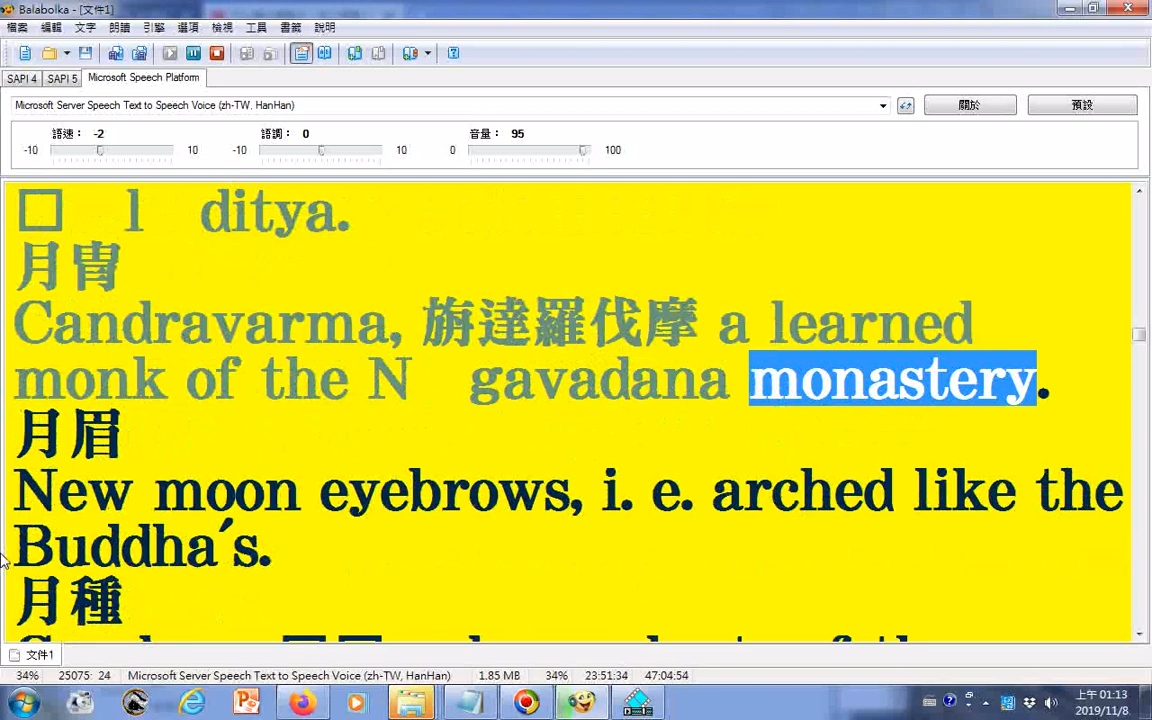 Balabolka - [文件1]
檔案 編輯 文字 朗讀 引擎 選項 檢視 工具 書籤 說明
SAPI 4 SAPI 5 Microsoft Speech Platform
Microsoft Server Speech Text to Speech Voice (zh-TW, HanHan) 關於 預設
語速： -2 語調： 0 音量： 95
-10 10 -10 10 0 100
□ l ditya.
月冑
Candravarma, 旃達羅伐摩 a learned
monk of the N gavadana monastery.
月眉
New moon eyebrows, i. e. arched like the
Buddha´s.
月種
文件1
34% 25075: 24 Microsoft Server Speech Text to Speech Voice (zh-TW, HanHan) 1.85 MB 34% 23:51:34 47:04:54
上午 01:13
2019/11/8